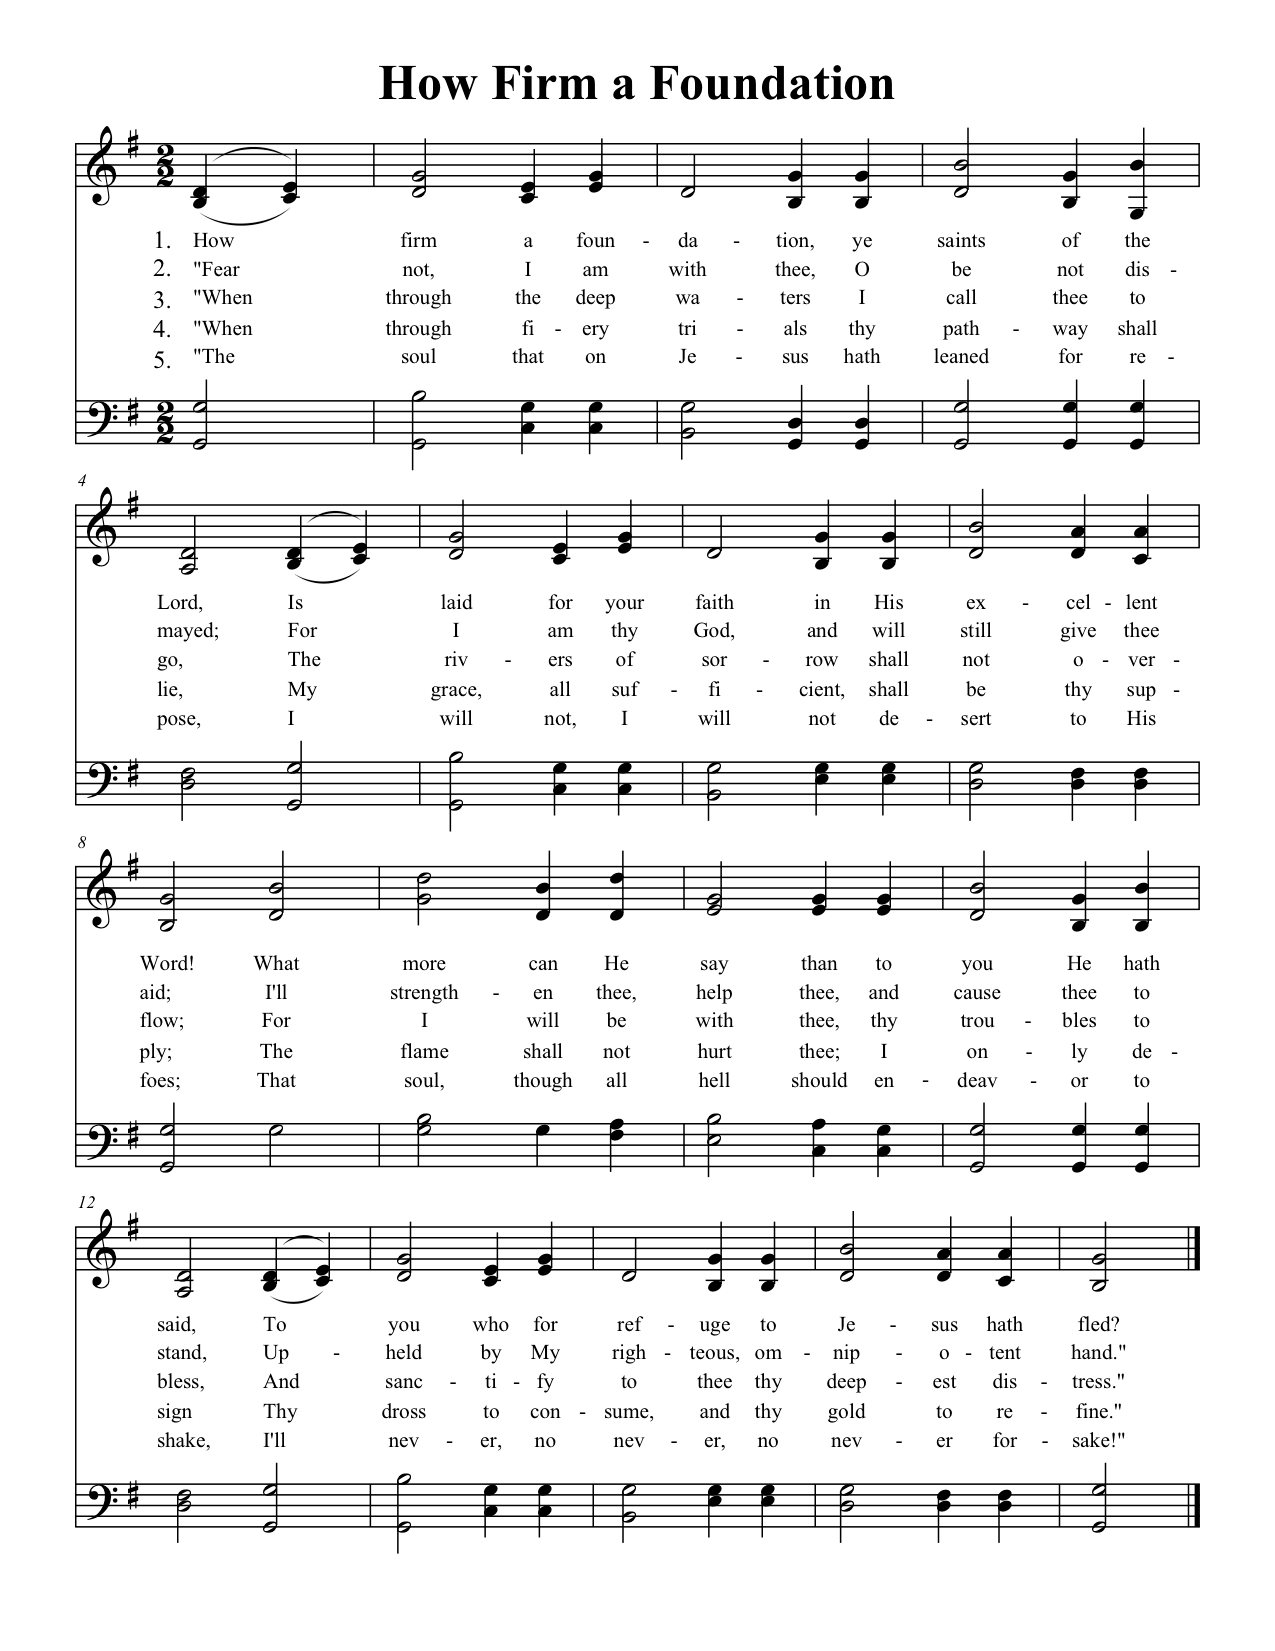 How Firm a Foundation
2 2
1. How firm a foun - da - tion, ye saints of the
2. "Fear not, I am with thee, O be not dis -
3. "When through the deep wa - ters I call thee to
4. "When through fi - ery tri - als thy path - way shall
5. "The soul that on Je - sus hath leaned for re -
2 2
4
Lord, Is laid for your faith in His ex - cel - lent
mayed; For I am thy God, and will still give thee
go, The riv - ers of sor - row shall not o - ver -
lie, My grace, all suf - fi - cient, shall be thy sup -
pose, I will not, I will not de - sert to His
8
Word! What more can He say than to you He hath
aid; I'll strength - en thee, help thee, and cause thee to
flow; For I will be with thee, thy trou - bles to
ply; The flame shall not hurt thee; I on - ly de -
foes; That soul, though all hell should en - deav - or to
12
said, To you who for ref - uge to Je - sus hath fled?
stand, Up - held by My righ - teous, om - nip - o - tent hand."
bless, And sanc - ti - fy to thee thy deep - est dis - tress."
sign Thy dross to con - sume, and thy gold to re - fine."
shake, I'll nev - er, no nev - er, no nev - er for - sake!"